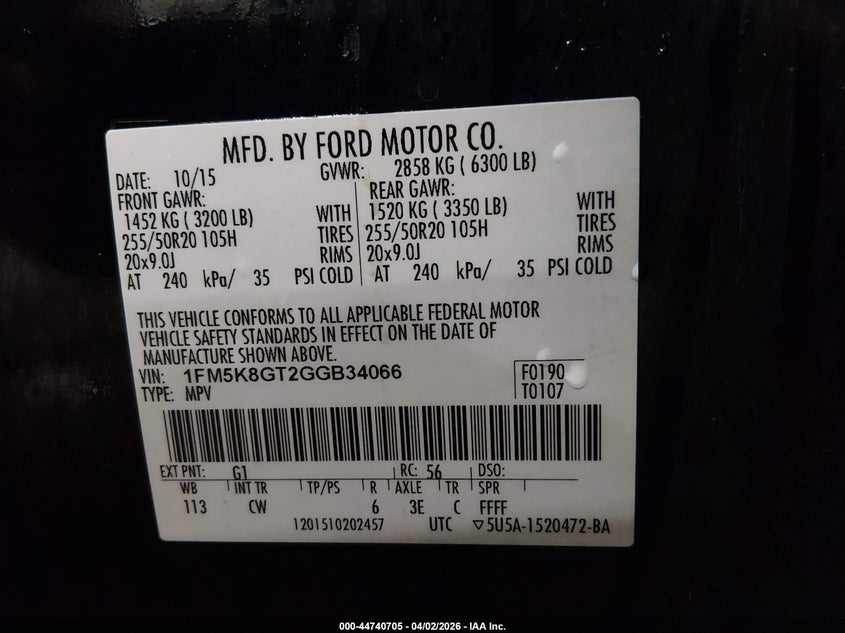 MFD. BY FORD MOTOR CO.
DATE: 10/15 GVWR: 2858 KG ( 6300 LB)
FRONT GAWR: REAR GAWR:
1452 KG ( 3200 LB) WITH 1520 KG ( 3350 LB) WITH
255/50R20 105H TIRES 255/50R20 105H TIRES
20x9.0J RIMS 20x9.0J RIMS
AT 240 kPa/ 35 PSI COLD AT 240 kPa/ 35 PSI COLD
THIS VEHICLE CONFORMS TO ALL APPLICABLE FEDERAL MOTOR
VEHICLE SAFETY STANDARDS IN EFFECT ON THE DATE OF
MANUFACTURE SHOWN ABOVE.
VIN: 1FM5K8GT2GGB34066 F0190
TYPE: MPV T0107
EXT PNT: G1 RC: 56 DSO:
WB INT TR TP/PS R AXLE TR SPR
113 CW 6 3E C FFFF
1201510202457 UTC ▽5U5A-1520472-BA
000-44740705 - 04/02/2026 - IAA Inc.